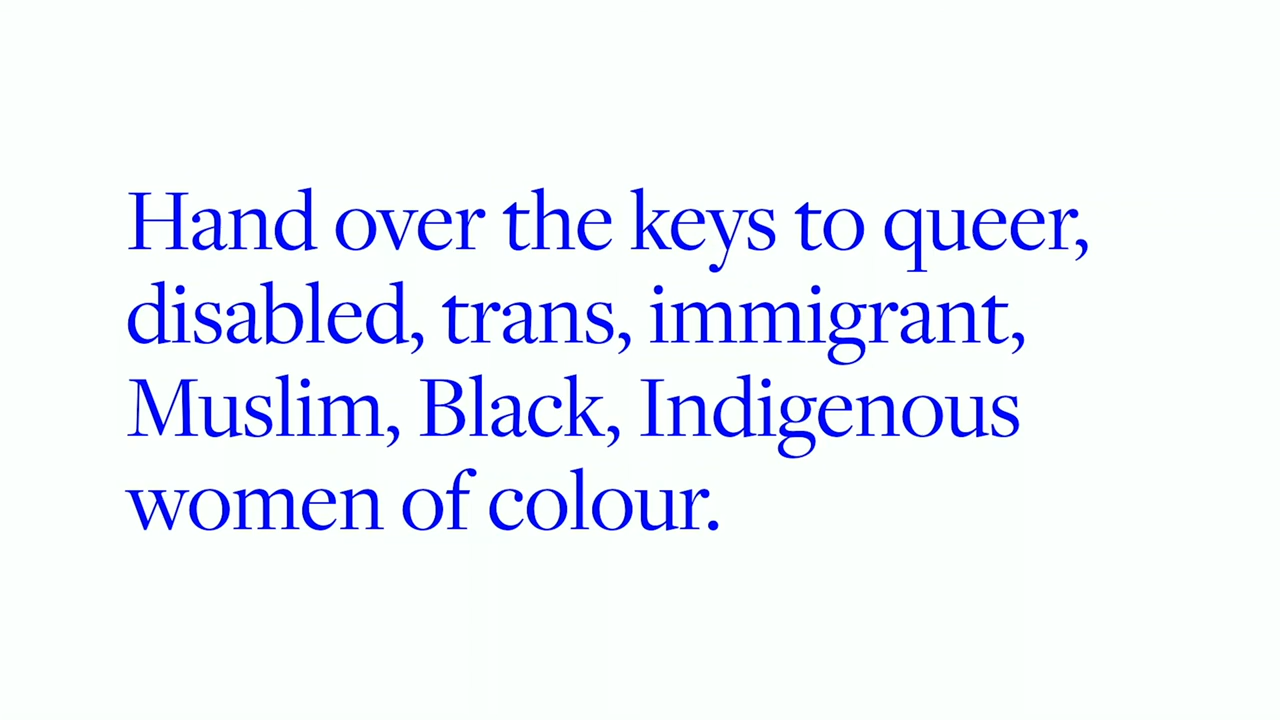 Hand over the keys to queer,
disabled, trans, immigrant,
Muslim, Black, Indigenous
women of colour.